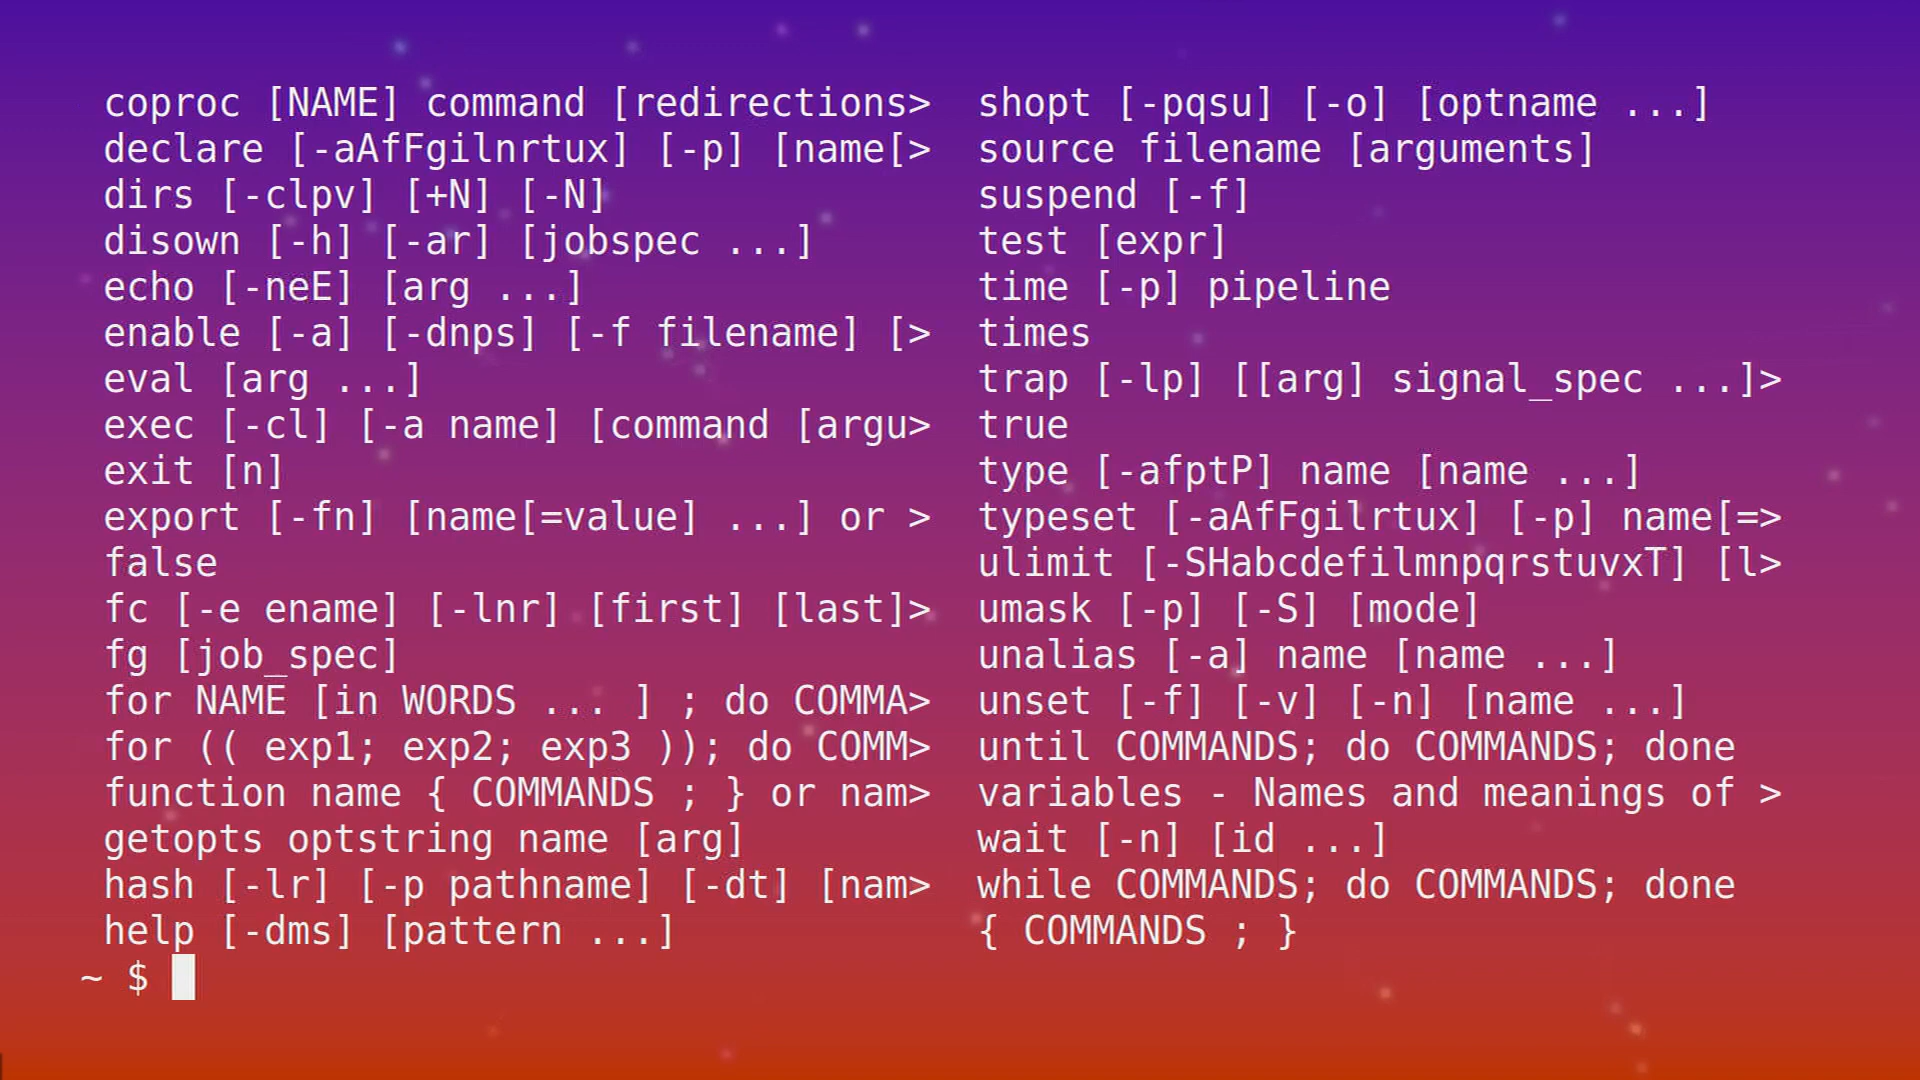 coproc [NAME] command [redirections> shopt [-pqsu] [-o] [optname ...]
declare [-aAfFgilnrtux] [-p] [name[> source filename [arguments]
dirs [-clpv] [+N] [-N] suspend [-f]
disown [-h] [-ar] [jobspec ...] test [expr]
echo [-neE] [arg ...] time [-p] pipeline
enable [-a] [-dnps] [-f filename] [> times
eval [arg ...] trap [-lp] [[arg] signal_spec ...]>
exec [-cl] [-a name] [command [argu> true
exit [n] type [-afptP] name [name ...]
export [-fn] [name[=value] ...] or > typeset [-aAfFgilrtux] [-p] name[=>
false ulimit [-SHabcdefilmnpqrstuvxT] [l>
fc [-e ename] [-lnr] [first] [last]> umask [-p] [-S] [mode]
fg [job_spec] unalias [-a] name [name ...]
for NAME [in WORDS ... ] ; do COMMA> unset [-f] [-v] [-n] [name ...]
for (( exp1; exp2; exp3 )); do COMM> until COMMANDS; do COMMANDS; done
function name { COMMANDS ; } or nam> variables - Names and meanings of >
getopts optstring name [arg] wait [-n] [id ...]
hash [-lr] [-p pathname] [-dt] [nam> while COMMANDS; do COMMANDS; done
help [-dms] [pattern ...] { COMMANDS ; }
~ $